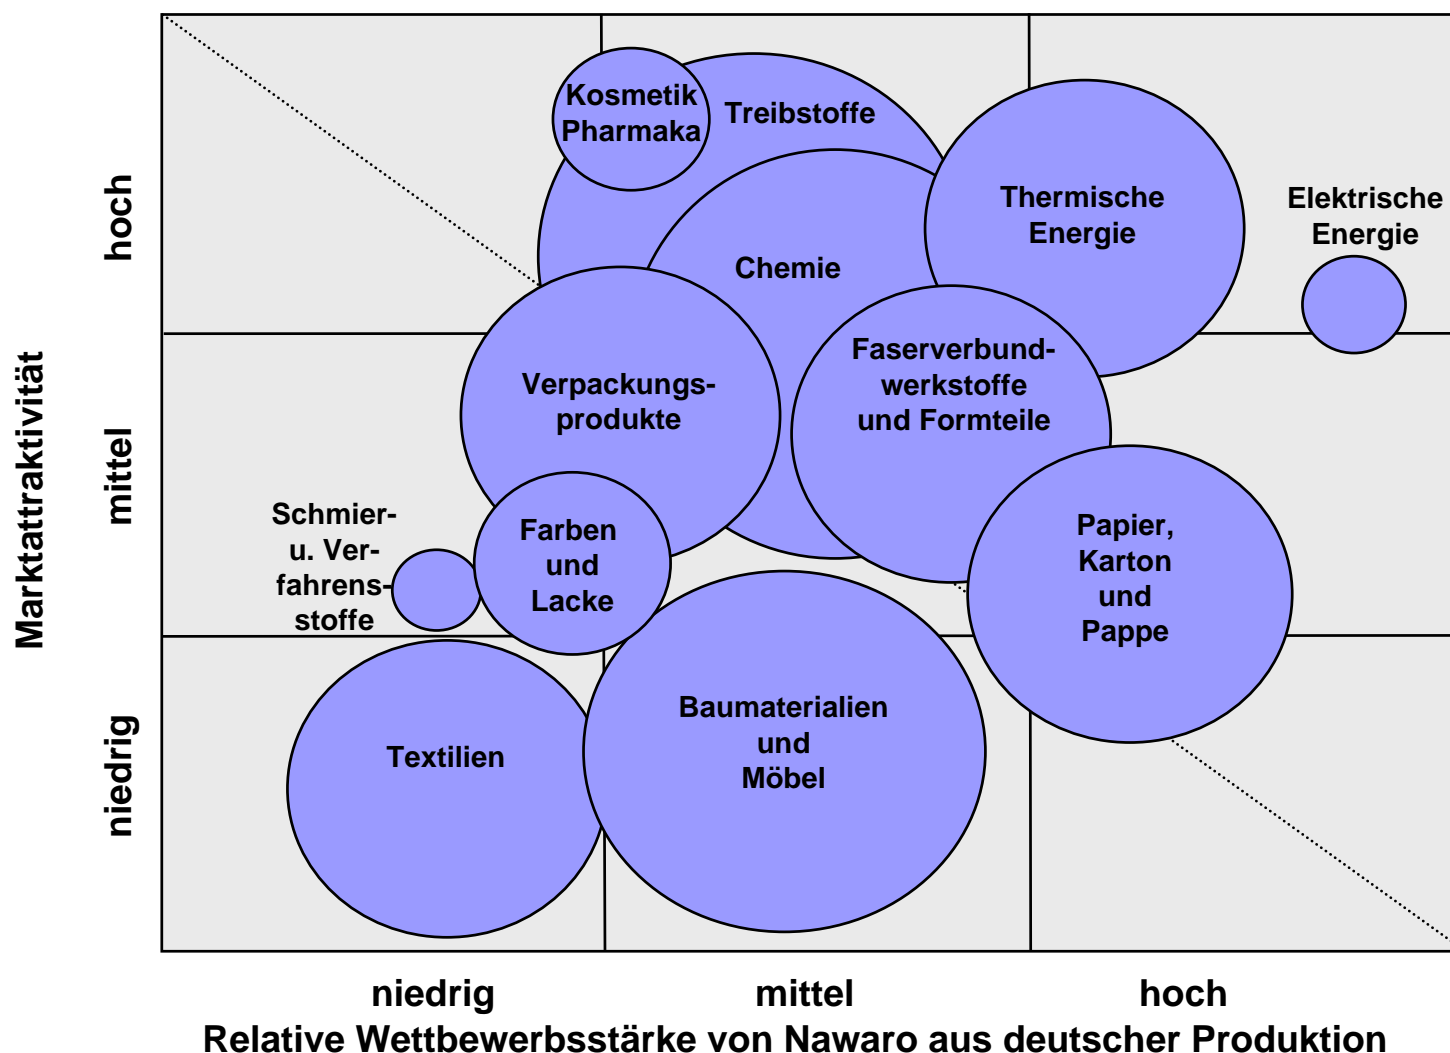 Marktattraktivität
hoch
mittel
niedrig
Kosmetik
Pharmaka
Treibstoffe
Thermische
Energie
Elektrische
Energie
Chemie
Verpackungs-
produkte
Faserverbund-
werkstoffe
und Formteile
Schmier-
u. Ver-
fahrens-
stoffe
Farben
und
Lacke
Papier,
Karton
und
Pappe
Textilien
Baumaterialien
und
Möbel
niedrig
mittel
hoch
Relative Wettbewerbsstärke von Nawaro aus deutscher Produktion